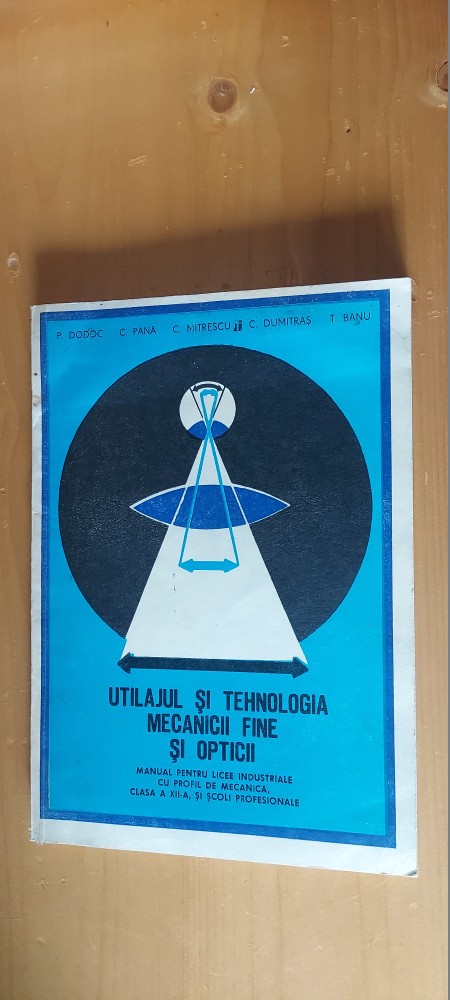 P. DODOC C. PANĂ C. MITRESCU C. DUMITRAȘ T. BANU
UTILAJUL ȘI TEHNOLOGIA
MECANICII FINE
ȘI OPTICII
MANUAL PENTRU LICEE INDUSTRIALE
CU PROFIL DE MECANICA,
CLASA A XII-A, ȘI ȘCOLI PROFESIONALE